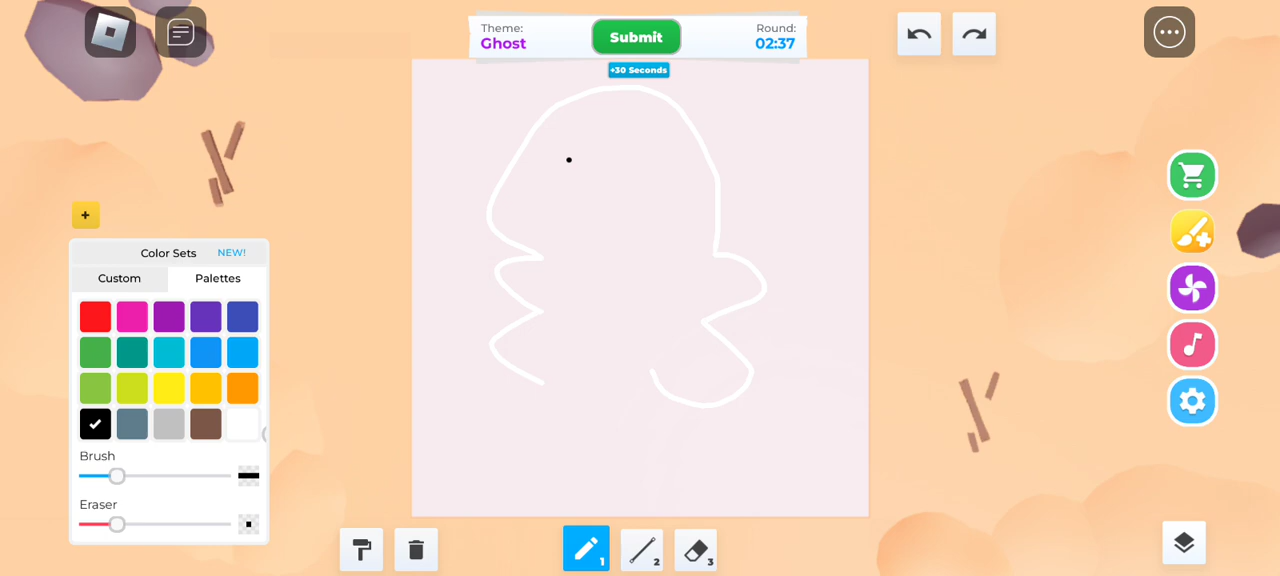 Theme:
Ghost
Submit
Round:
02:37
+30 Seconds
+
Color Sets NEW!
Custom Palettes
Brush
Eraser
1
2
3